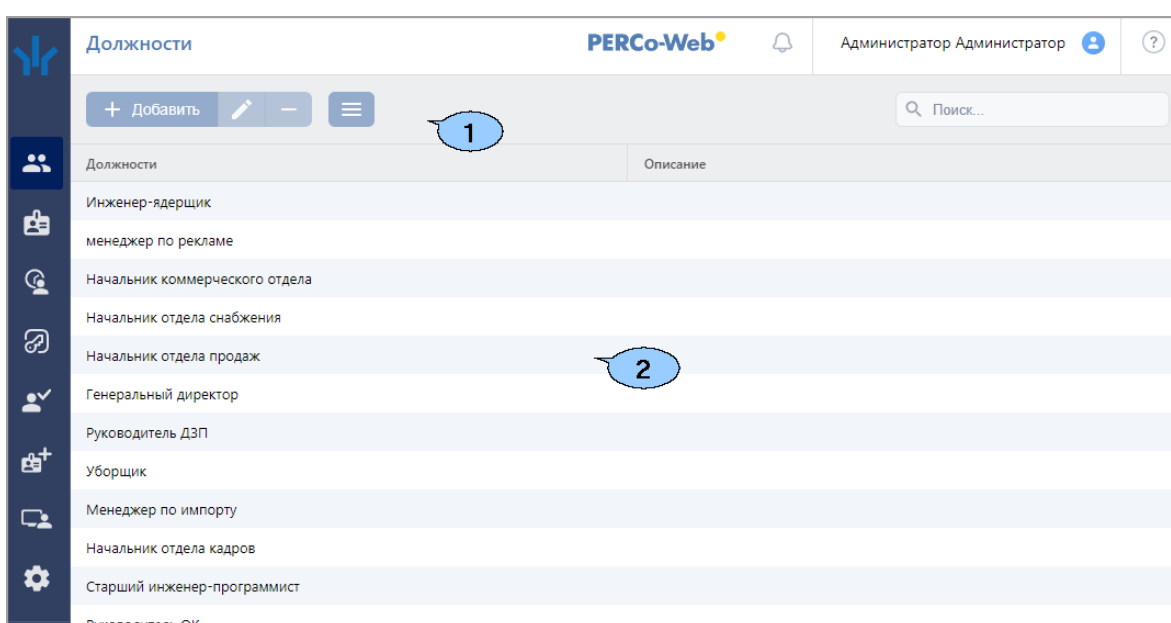 Должности PERCo-Web Администратор Администратор ?
+ Добавить Поиск...
1
Должности Описание
Инженер-ядерщик
менеджер по рекламе
Начальник коммерческого отдела
Начальник отдела снабжения
Начальник отдела продаж
2
Генеральный директор
Руководитель ДЗП
Уборщик
Менеджер по импорту
Начальник отдела кадров
Старший инженер-программист